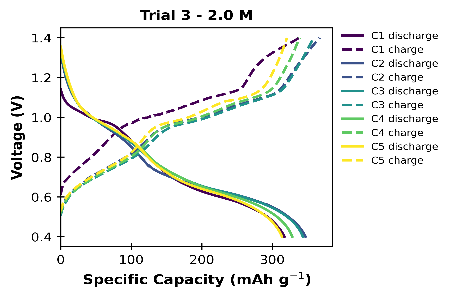 Trial 3 - 2.0 M
Voltage (V)
1.4
1.2
1.0
0.8
0.6
0.4
0
100
200
300
Specific Capacity (mAh g⁻¹)
C1 discharge
C1 charge
C2 discharge
C2 charge
C3 discharge
C3 charge
C4 discharge
C4 charge
C5 discharge
C5 charge